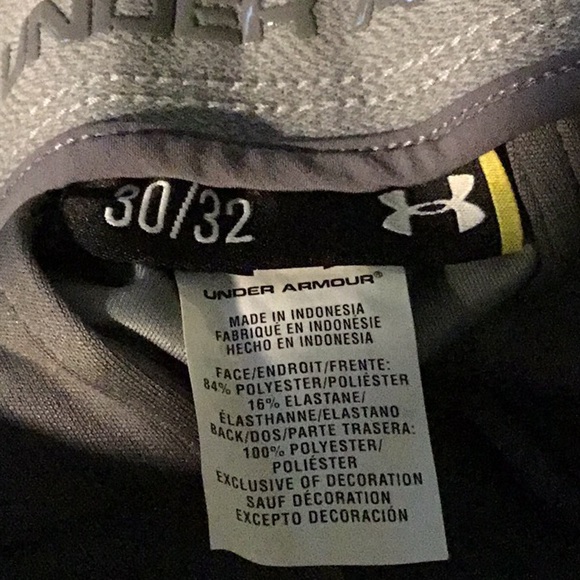 UNDER
30/32
UNDER ARMOUR®
MADE IN INDONESIA
FABRIQUÉ EN INDONÉSIE
HECHO EN INDONESIA
FACE/ENDROIT/FRENTE:
84% POLYESTER/POLIÉSTER
16% ELASTANE/
ÉLASTHANNE/ELASTANO
BACK/DOS/PARTE TRASERA:
100% POLYESTER/
POLIÉSTER
EXCLUSIVE OF DECORATION
SAUF DÉCORATION
EXCEPTO DECORACIÓN